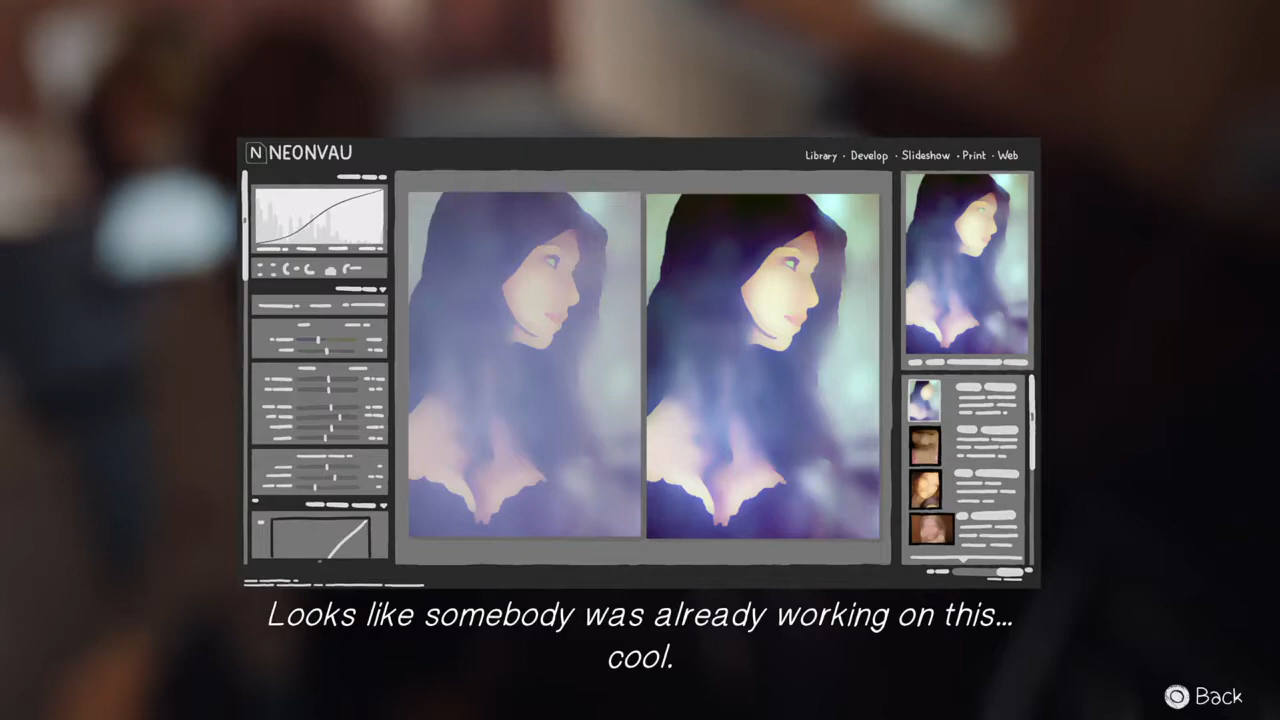 N NEONVAU
Library · Develop · Slideshow · Print · Web
Looks like somebody was already working on this...
cool.
Back